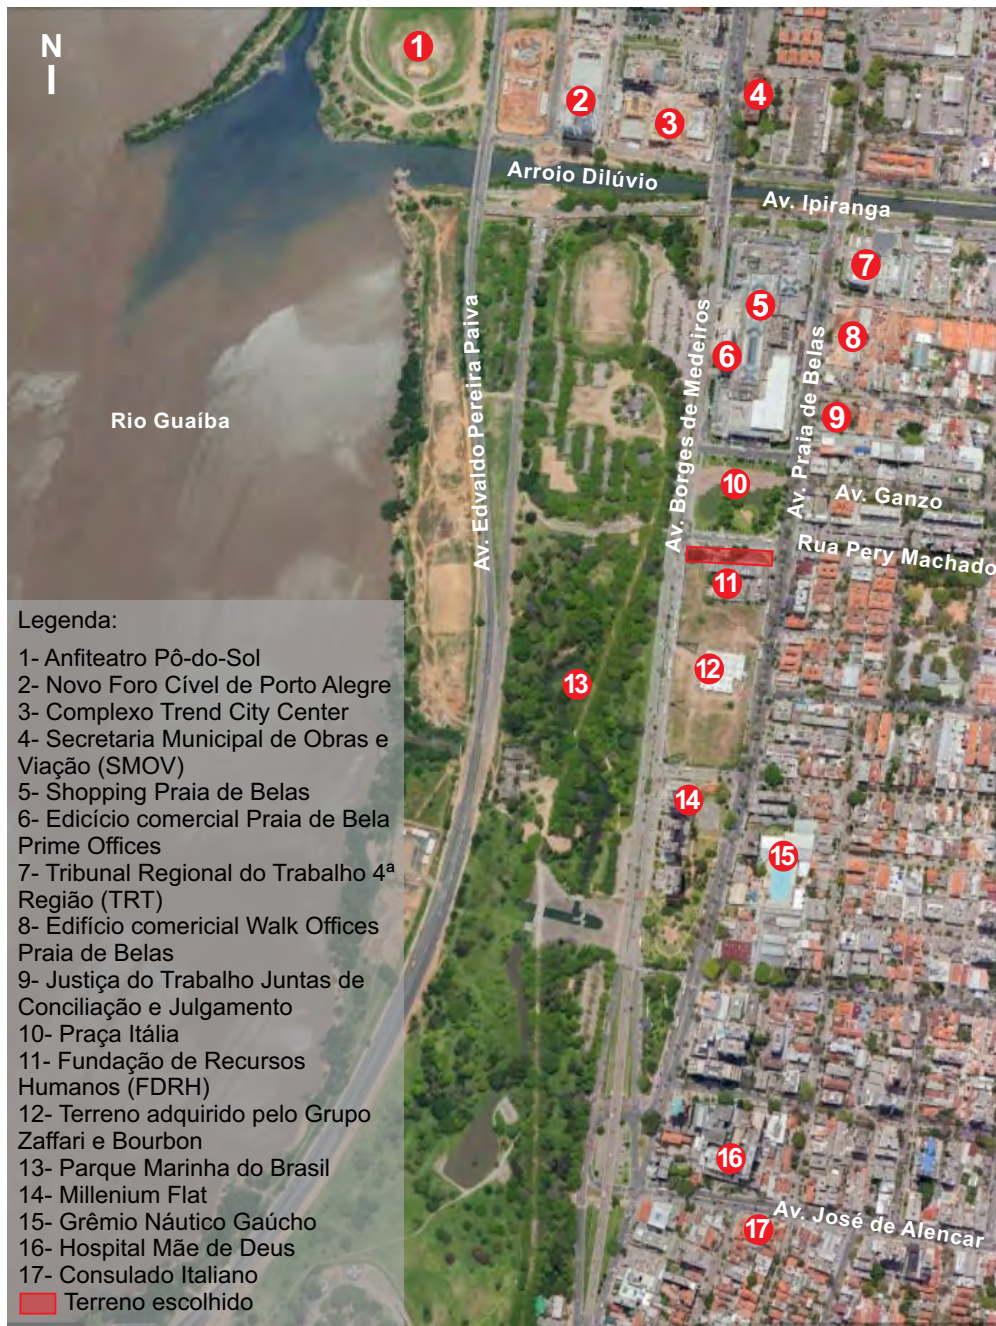 N
1
2
3
4
Arroio Dilúvio
Av. Ipiranga
7
5
8
6
Av. Edvaldo Pereira Paiva
Av. Borges de Medeiros
Av. Praia de Belas
Rio Guaíba
9
10
Av. Ganzo
Rua Pery Machado
11
12
13
14
15
16
Av. José de Alencar
17
Legenda:
1- Anfiteatro Pô-do-Sol
2- Novo Foro Cível de Porto Alegre
3- Complexo Trend City Center
4- Secretaria Municipal de Obras e
Viação (SMOV)
5- Shopping Praia de Belas
6- Edicício comercial Praia de Bela
Prime Offices
7- Tribunal Regional do Trabalho 4ª
Região (TRT)
8- Edifício comericial Walk Offices
Praia de Belas
9- Justiça do Trabalho Juntas de
Conciliação e Julgamento
10- Praça Itália
11- Fundação de Recursos
Humanos (FDRH)
12- Terreno adquirido pelo Grupo
Zaffari e Bourbon
13- Parque Marinha do Brasil
14- Millenium Flat
15- Grêmio Náutico Gaúcho
16- Hospital Mãe de Deus
17- Consulado Italiano
Terreno escolhido